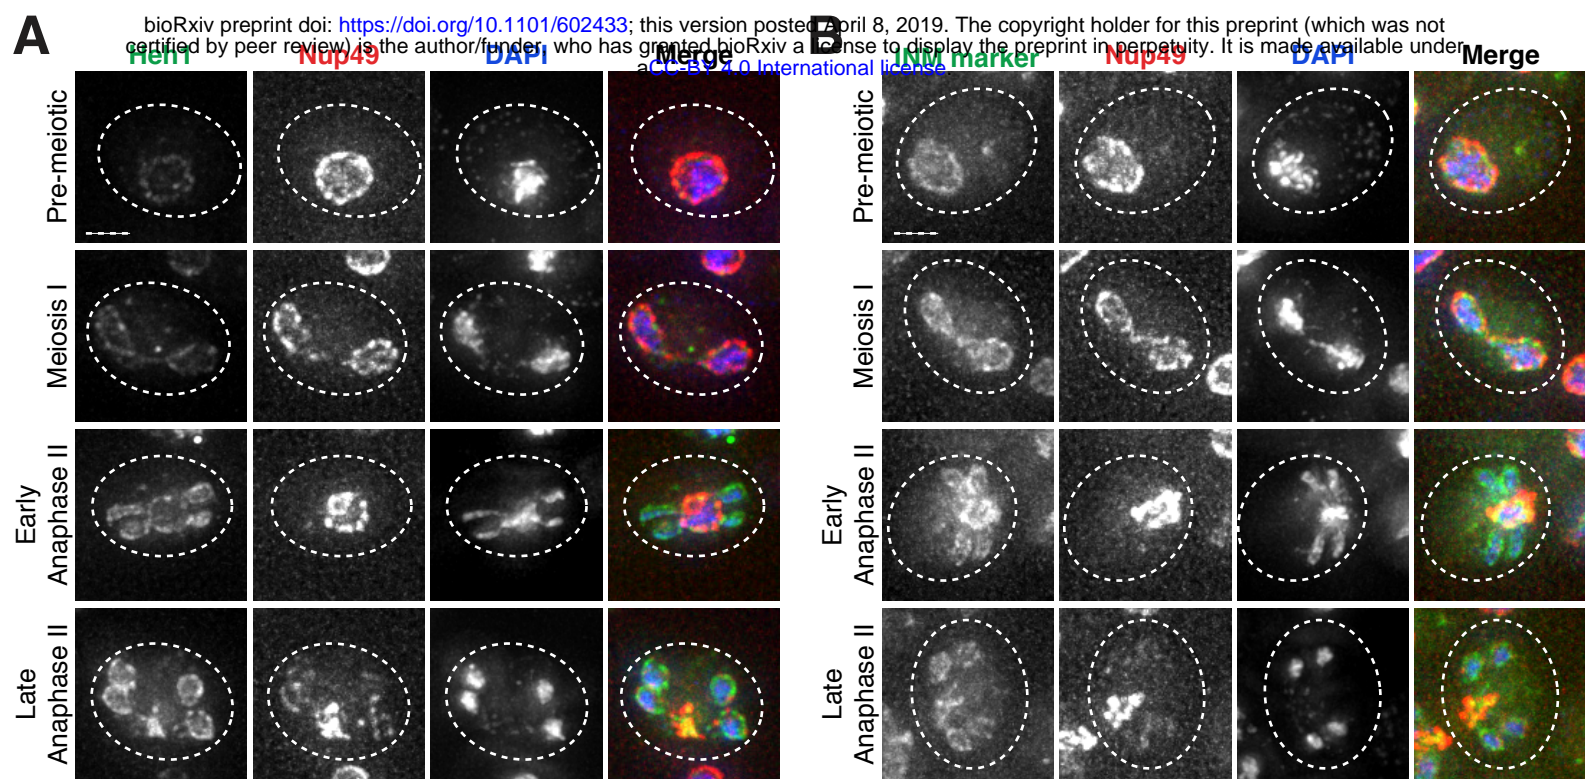 bioRxiv preprint doi: https://doi.org/10.1101/602433; this version posted April 8, 2019. The copyright holder for this preprint (which was not
certified by peer review) is the author/funder, who has granted bioRxiv a license to display the preprint in perpetuity. It is made available under
aCC-BY 4.0 International license.
A
Heh1 Nup49 DAPI Merge
Pre-meiotic
Meiosis I
Early
Anaphase II
Late
Anaphase II
B
INM marker Nup49 DAPI Merge
Pre-meiotic
Meiosis I
Early
Anaphase II
Late
Anaphase II